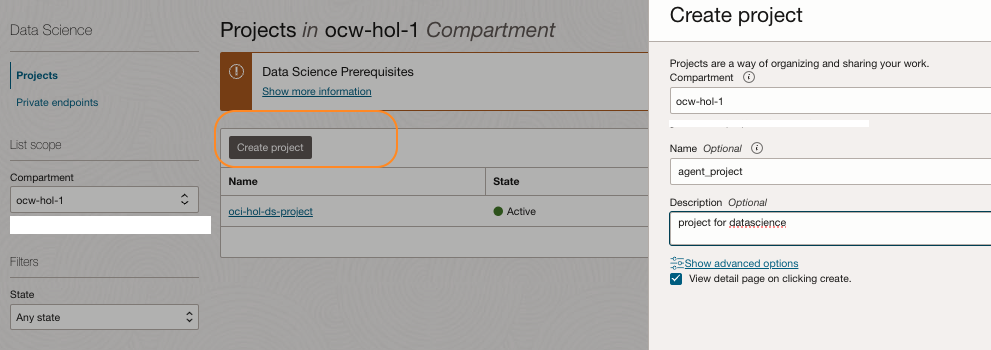 Data Science
Projects
Private endpoints
List scope
Compartment
ocw-hol-1
Filters
State
Any state
Projects in ocw-hol-1 Compartment
Data Science Prerequisites
Show more information
Create project
Name State
oci-hol-ds-project Active
Create project
Projects are a way of organizing and sharing your work.
Compartment
ocw-hol-1
Name Optional
agent_project
Description Optional
project for datascience
Show advanced options
View detail page on clicking create.